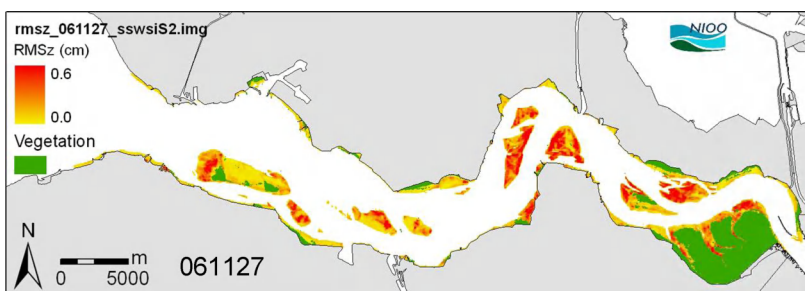 rmsz_061127_sswsiS2.img
RMSz (cm)
0.6
0.0
Vegetation
NIOO
N
m
0 5000
061127